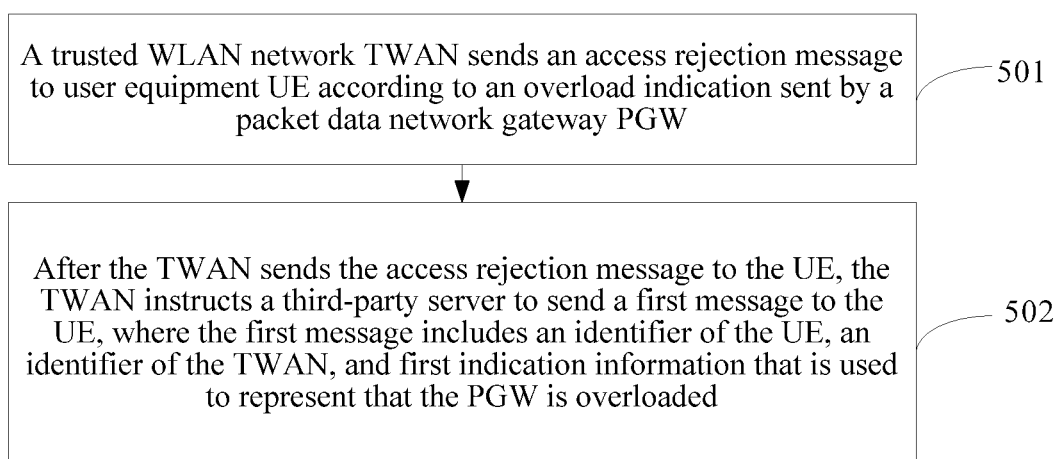 A trusted WLAN network TWAN sends an access rejection message
to user equipment UE according to an overload indication sent by a
packet data network gateway PGW
501
After the TWAN sends the access rejection message to the UE, the
TWAN instructs a third-party server to send a first message to the
UE, where the first message includes an identifier of the UE, an
identifier of the TWAN, and first indication information that is used
to represent that the PGW is overloaded
502